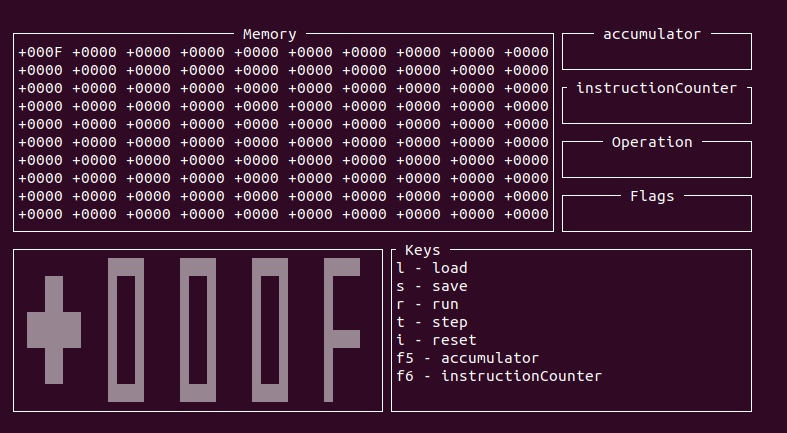 Memory
+000F +0000 +0000 +0000 +0000 +0000 +0000 +0000 +0000 +0000
+0000 +0000 +0000 +0000 +0000 +0000 +0000 +0000 +0000 +0000
+0000 +0000 +0000 +0000 +0000 +0000 +0000 +0000 +0000 +0000
+0000 +0000 +0000 +0000 +0000 +0000 +0000 +0000 +0000 +0000
+0000 +0000 +0000 +0000 +0000 +0000 +0000 +0000 +0000 +0000
+0000 +0000 +0000 +0000 +0000 +0000 +0000 +0000 +0000 +0000
+0000 +0000 +0000 +0000 +0000 +0000 +0000 +0000 +0000 +0000
+0000 +0000 +0000 +0000 +0000 +0000 +0000 +0000 +0000 +0000
+0000 +0000 +0000 +0000 +0000 +0000 +0000 +0000 +0000 +0000
+0000 +0000 +0000 +0000 +0000 +0000 +0000 +0000 +0000 +0000
accumulator
instructionCounter
Operation
Flags
+000F
Keys
l - load
s - save
r - run
t - step
i - reset
f5 - accumulator
f6 - instructionCounter